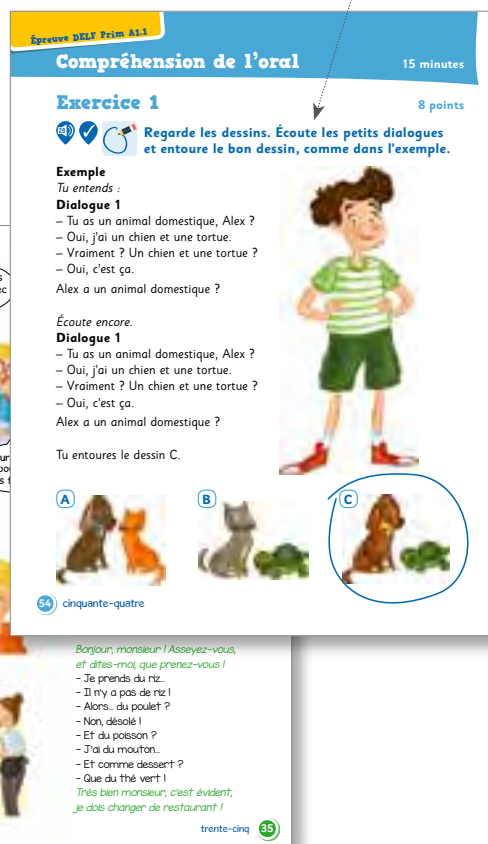 Épreuve DELF Prim A1.1
Compréhension de l'oral
15 minutes
Exercice 1
8 points
Regarde les dessins. Écoute les petits dialogues
et entoure le bon dessin, comme dans l'exemple.
Exemple
Tu entends :
Dialogue 1
– Tu as un animal domestique, Alex ?
– Oui, j'ai un chien et une tortue.
– Vraiment ? Un chien et une tortue ?
– Oui, c'est ça.
Alex a un animal domestique ?
Écoute encore.
Dialogue 1
– Tu as un animal domestique, Alex ?
– Oui, j'ai un chien et une tortue.
– Vraiment ? Un chien et une tortue ?
– Oui, c'est ça.
Alex a un animal domestique ?
Tu entoures le dessin C.
A
B
C
54 cinquante-quatre
Bonjour, monsieur ! Asseyez-vous,
et dites-moi, que prenez-vous !
- Je prends du riz...
- Il n'y a pas de riz !
- Alors... du poulet ?
- Non, désolé !
- Et du poisson ?
- J'ai du mouton...
- Et comme dessert ?
- Que du thé vert !
Très bien monsieur, c'est évident,
je dois changer de restaurant !
trente-cinq 35